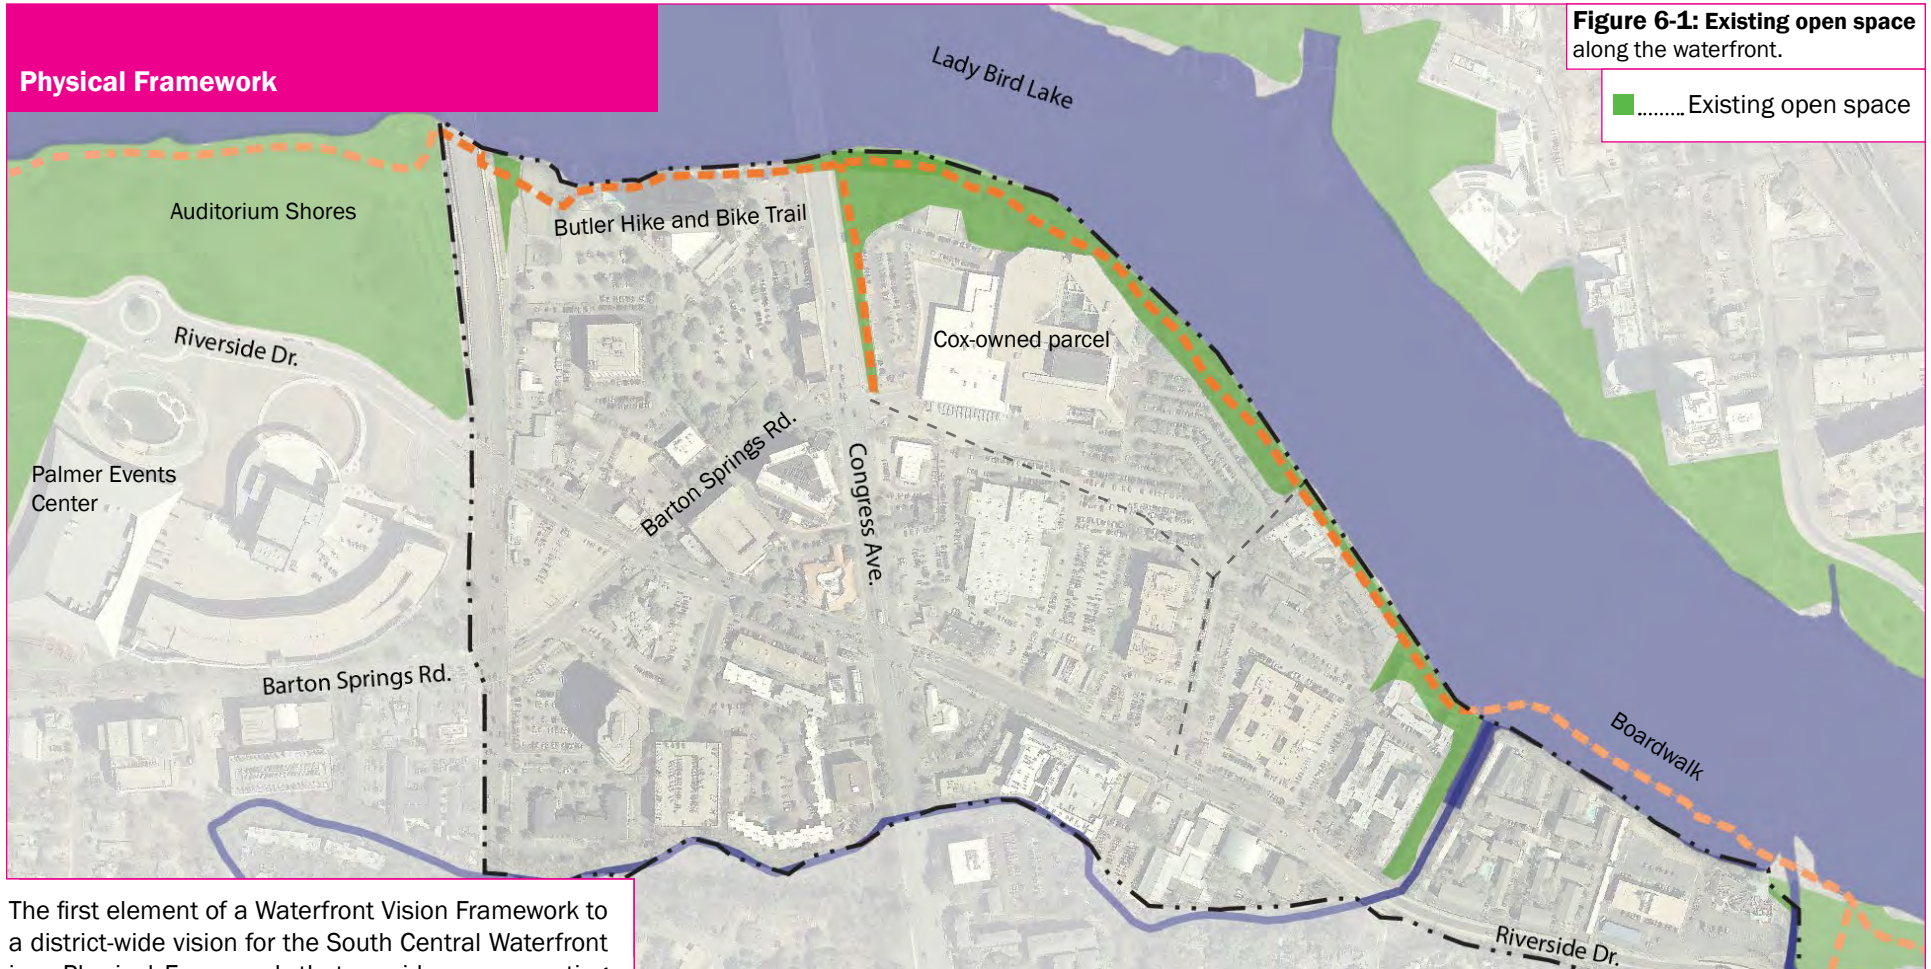 Physical Framework
Figure 6-1: Existing open space
along the waterfront.
Existing open space
Lady Bird Lake
Auditorium Shores
Butler Hike and Bike Trail
Riverside Dr.
Cox-owned parcel
Palmer Events
Center
Barton Springs Rd.
Congress Ave.
Barton Springs Rd.
Boardwalk
Riverside Dr.
The first element of a Waterfront Vision Framework to
a district-wide vision for the South Central Waterfront